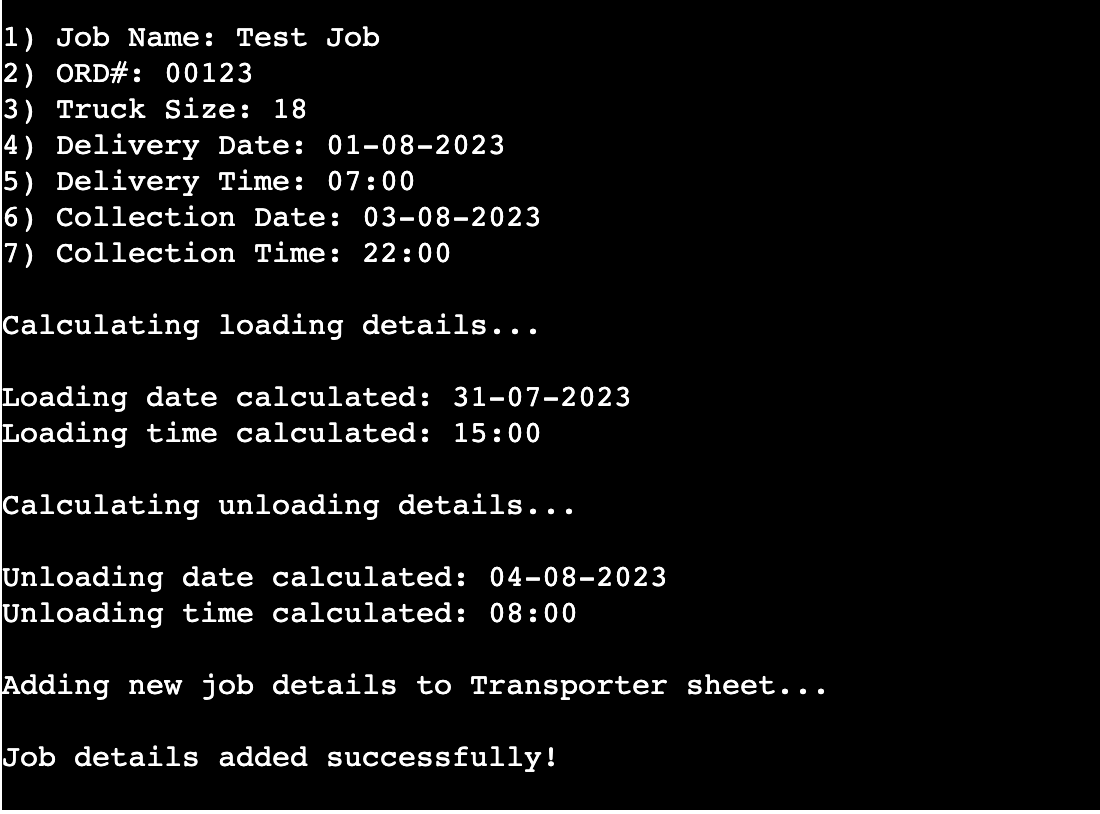 1) Job Name: Test Job
2) ORD#: 00123
3) Truck Size: 18
4) Delivery Date: 01-08-2023
5) Delivery Time: 07:00
6) Collection Date: 03-08-2023
7) Collection Time: 22:00
Calculating loading details...
Loading date calculated: 31-07-2023
Loading time calculated: 15:00
Calculating unloading details...
Unloading date calculated: 04-08-2023
Unloading time calculated: 08:00
Adding new job details to Transporter sheet...
Job details added successfully!